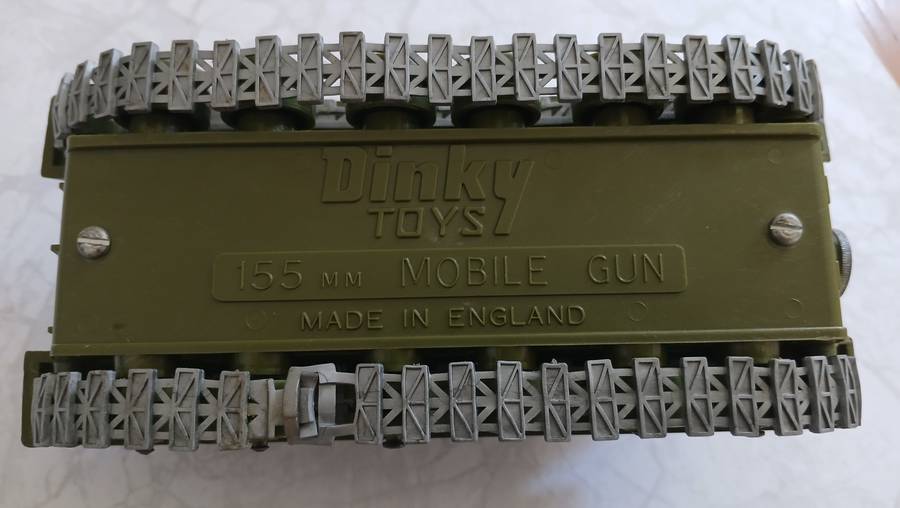 Dinky
TOYS
155 MM MOBILE GUN
MADE IN ENGLAND